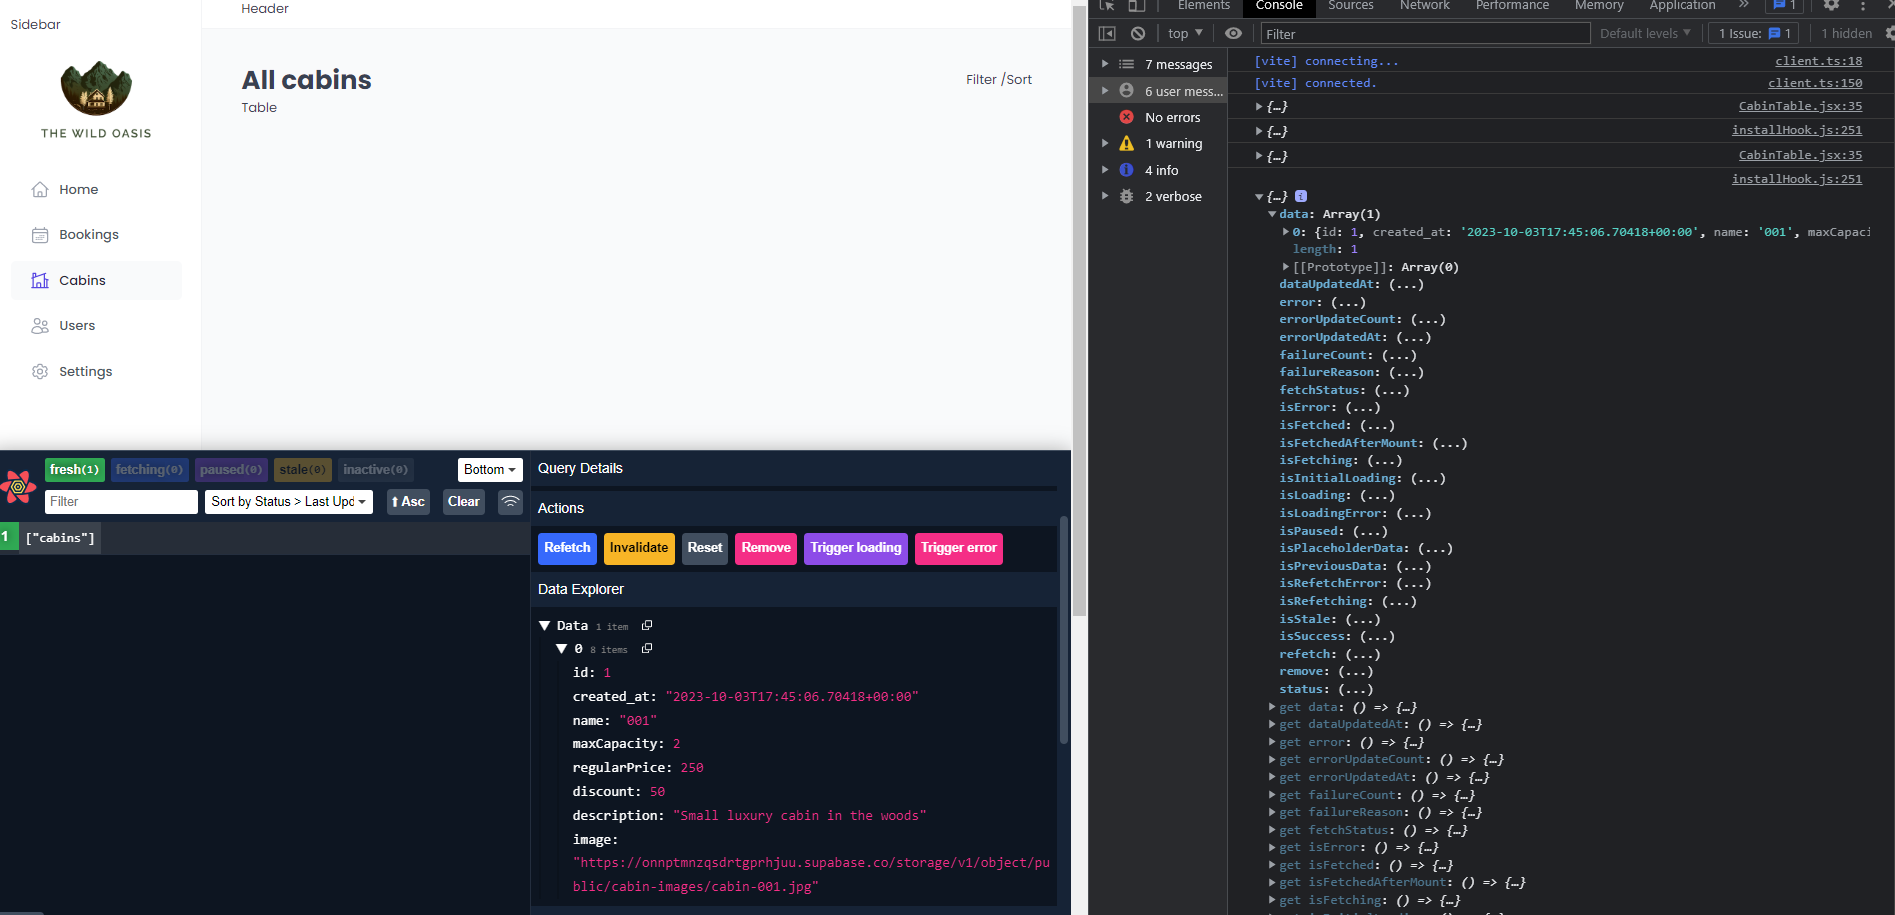 Sidebar
THE WILD OASIS
Home
Bookings
Cabins
Users
Settings
Header
All cabins
Filter /Sort
Table
fresh(1) fetching(0) paused(0) stale(0) inactive(0) Bottom
Filter Sort by Status > Last Upd Asc Clear
1 ["cabins"]
Query Details
Actions
Refetch Invalidate Reset Remove Trigger loading Trigger error
Data Explorer
Data 1 item
0 8 items
id: 1
created_at: "2023-10-03T17:45:06.70418+00:00"
name: "001"
maxCapacity: 2
regularPrice: 250
discount: 50
description: "Small luxury cabin in the woods"
image:
"https://onnptmnzqsdrtgprhjuu.supabase.co/storage/v1/object/pu
blic/cabin-images/cabin-001.jpg"
Elements Console Sources Network Performance Memory Application » 1
top Filter Default levels 1 Issue: 1 1 hidden
7 messages
6 user mess...
No errors
1 warning
4 info
2 verbose
[vite] connecting... client.ts:18
[vite] connected. client.ts:150
{…} CabinTable.jsx:35
{…} installHook.js:251
{…} CabinTable.jsx:35
installHook.js:251
{…} i
data: Array(1)
0: {id: 1, created_at: '2023-10-03T17:45:06.70418+00:00', name: '001', maxCapaci
length: 1
[[Prototype]]: Array(0)
dataUpdatedAt: (...)
error: (...)
errorUpdateCount: (...)
errorUpdatedAt: (...)
failureCount: (...)
failureReason: (...)
fetchStatus: (...)
isError: (...)
isFetched: (...)
isFetchedAfterMount: (...)
isFetching: (...)
isInitialLoading: (...)
isLoading: (...)
isLoadingError: (...)
isPaused: (...)
isPlaceholderData: (...)
isPreviousData: (...)
isRefetchError: (...)
isRefetching: (...)
isStale: (...)
isSuccess: (...)
refetch: (...)
remove: (...)
status: (...)
get data: () => {…}
get dataUpdatedAt: () => {…}
get error: () => {…}
get errorUpdateCount: () => {…}
get errorUpdatedAt: () => {…}
get failureCount: () => {…}
get failureReason: () => {…}
get fetchStatus: () => {…}
get isError: () => {…}
get isFetched: () => {…}
get isFetchedAfterMount: () => {…}
get isFetching: () => {…}